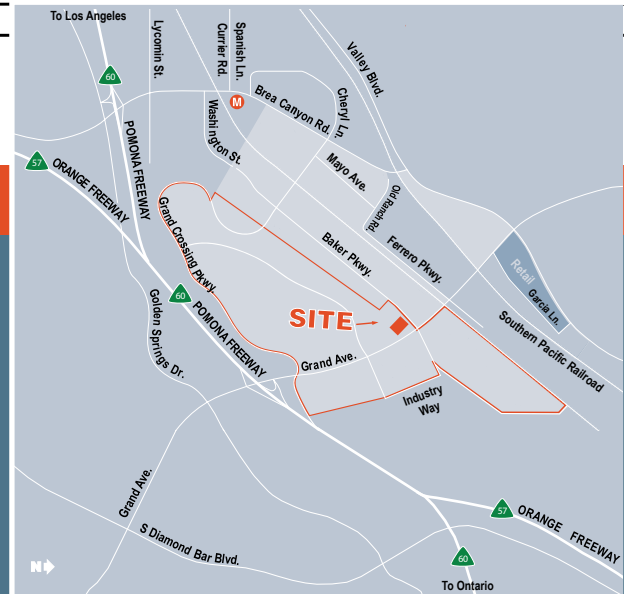 To Los Angeles
Lycomin St.
Currier Rd.
Spanish Ln.
Valley Blvd.
60
M
Brea Canyon Rd.
Cheryl Ln.
Washington St.
POMONA FREEWAY
57
ORANGE FREEWAY
Mayo Ave.
Old Ranch Rd.
Grand Crossing Pkwy.
Baker Pkwy.
Ferrero Pkwy.
Retail
Garcia Ln.
60
POMONA FREEWAY
Golden Springs Dr.
SITE
Southern Pacific Railroad
Grand Ave.
Industry
Way
Grand Ave.
57
ORANGE FREEWAY
S Diamond Bar Blvd.
60
N
To Ontario